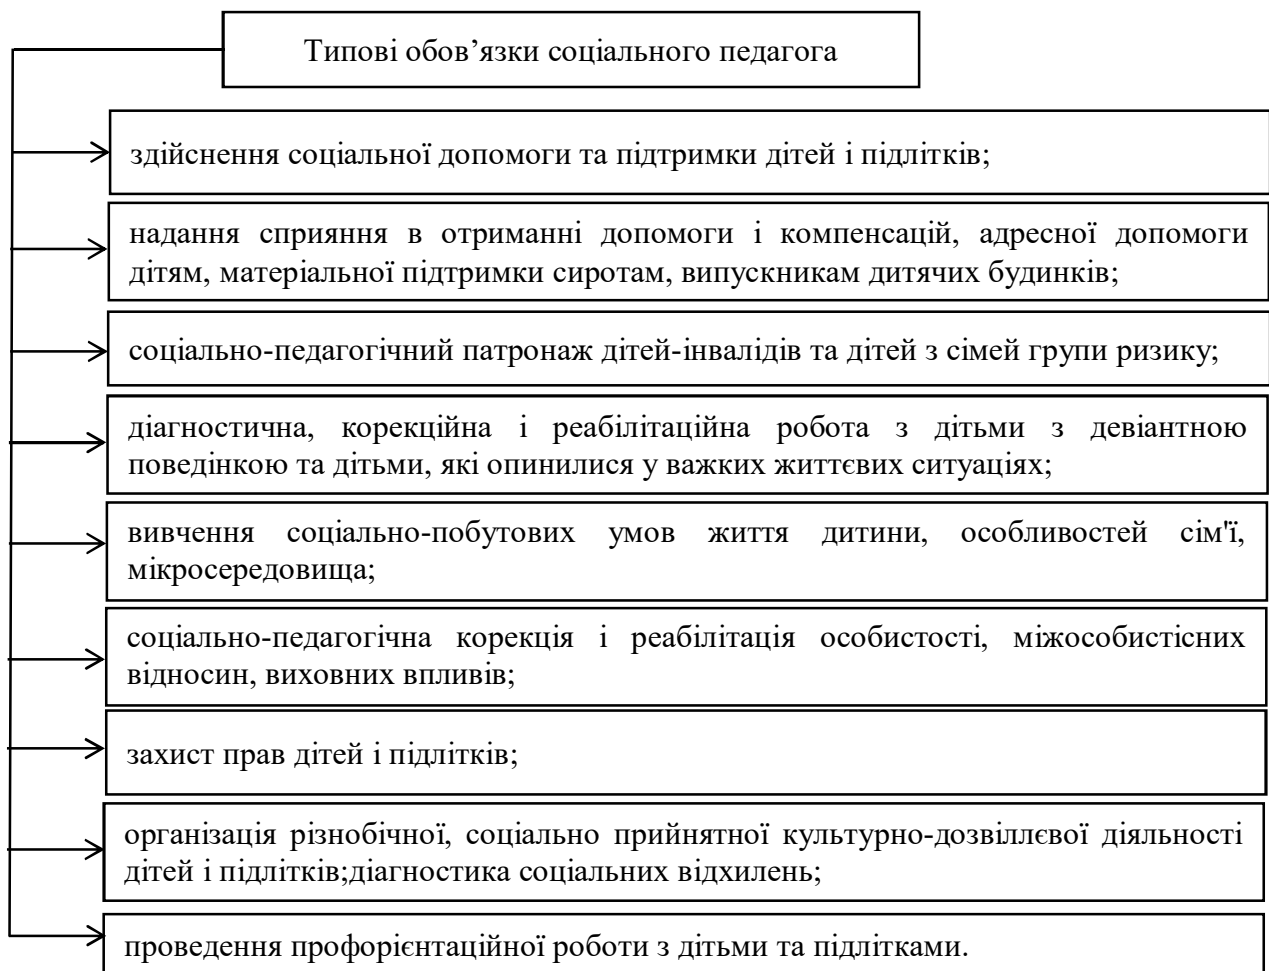 Типові обов’язки соціального педагога
здійснення соціальної допомоги та підтримки дітей і підлітків;
надання сприяння в отриманні допомоги і компенсацій, адресної допомоги
дітям, матеріальної підтримки сиротам, випускникам дитячих будинків;
соціально-педагогічний патронаж дітей-інвалідів та дітей з сімей групи ризику;
діагностична, корекційна і реабілітаційна робота з дітьми з девіантною
поведінкою та дітьми, які опинилися у важких життєвих ситуаціях;
вивчення соціально-побутових умов життя дитини, особливостей сім'ї,
мікросередовища;
соціально-педагогічна корекція і реабілітація особистості, міжособистісних
відносин, виховних впливів;
захист прав дітей і підлітків;
організація різнобічної, соціально прийнятної культурно-дозвіллєвої діяльності
дітей і підлітків;діагностика соціальних відхилень;
проведення профорієнтаційної роботи з дітьми та підлітками.